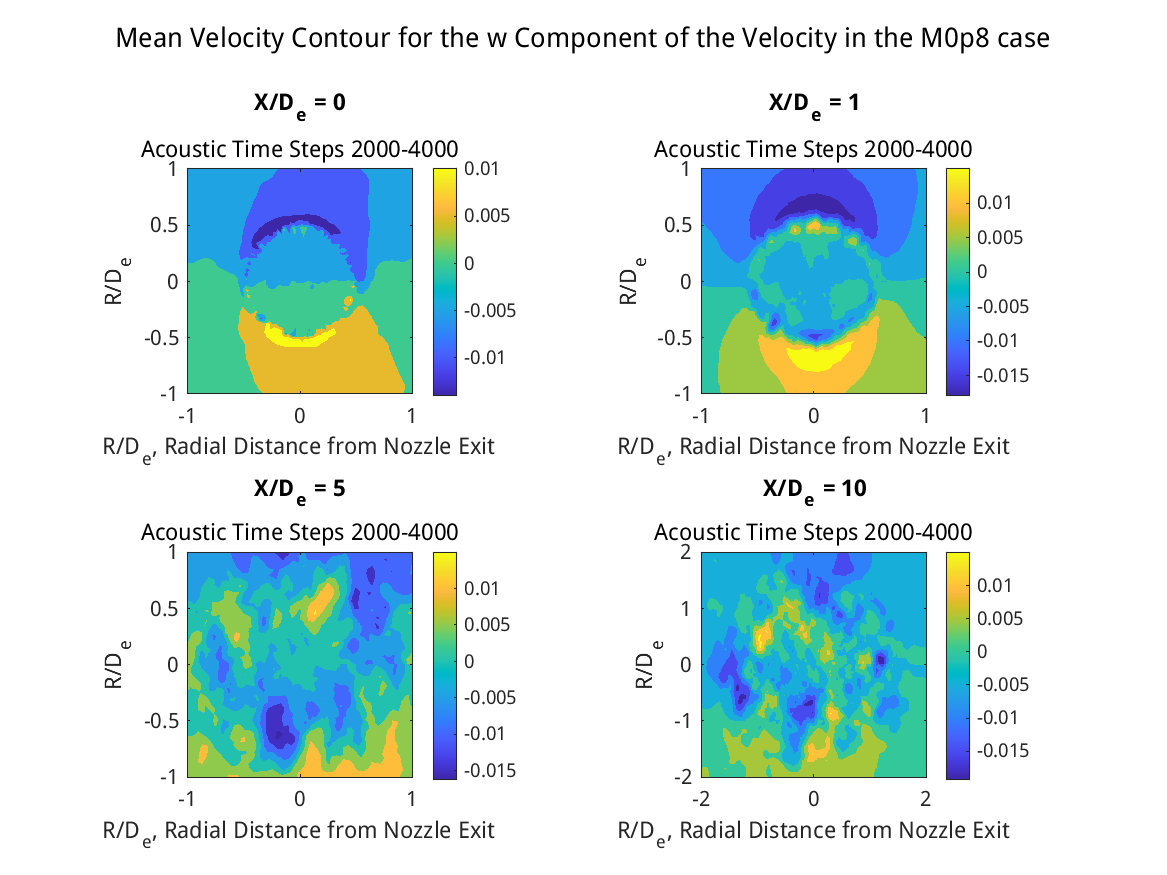 Mean Velocity Contour for the w Component of the Velocity in the M0p8 case
X/De = 0
Acoustic Time Steps 2000-4000
1
0.5
0
-0.5
-1
R/De
-1 0 1
R/De, Radial Distance from Nozzle Exit
0.01
0.005
0
-0.005
-0.01
X/De = 1
Acoustic Time Steps 2000-4000
1
0.5
0
-0.5
-1
R/De
-1 0 1
R/De, Radial Distance from Nozzle Exit
0.01
0.005
0
-0.005
-0.01
-0.015
X/De = 5
Acoustic Time Steps 2000-4000
1
0.5
0
-0.5
-1
R/De
-1 0 1
R/De, Radial Distance from Nozzle Exit
0.01
0.005
0
-0.005
-0.01
-0.015
X/De = 10
Acoustic Time Steps 2000-4000
2
1
0
-1
-2
R/De
-2 0 2
R/De, Radial Distance from Nozzle Exit
0.01
0.005
0
-0.005
-0.01
-0.015